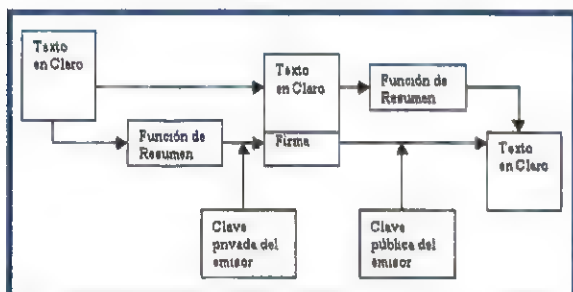 Texto
en Claro
Función de
Resumen
Texto
en Claro
Firma
Función de
Resumen
Texto
en Claro
Clave
privada del
emisor
Clave
pública del
emisor